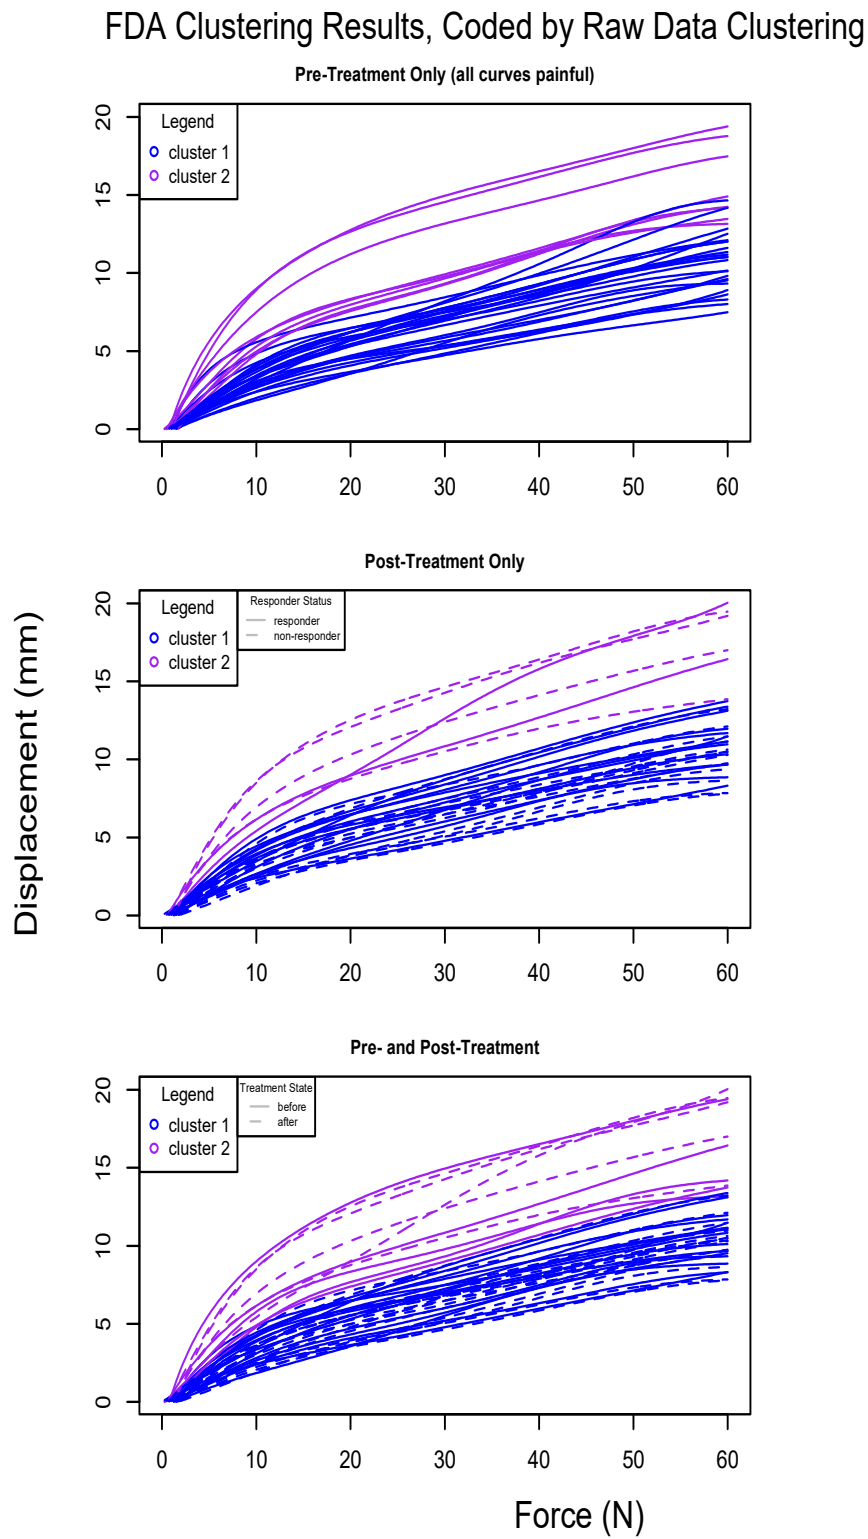 FDA Clustering Results, Coded by Raw Data Clustering
Pre-Treatment Only (all curves painful)
Legend
cluster 1
cluster 2
20
15
10
5
0
0 10 20 30 40 50 60
Post-Treatment Only
Legend
cluster 1
cluster 2
Responder Status
responder
non-responder
20
15
10
5
0
0 10 20 30 40 50 60
Displacement (mm)
Pre- and Post-Treatment
Legend
cluster 1
cluster 2
Treatment State
before
after
20
15
10
5
0
0 10 20 30 40 50 60
Force (N)